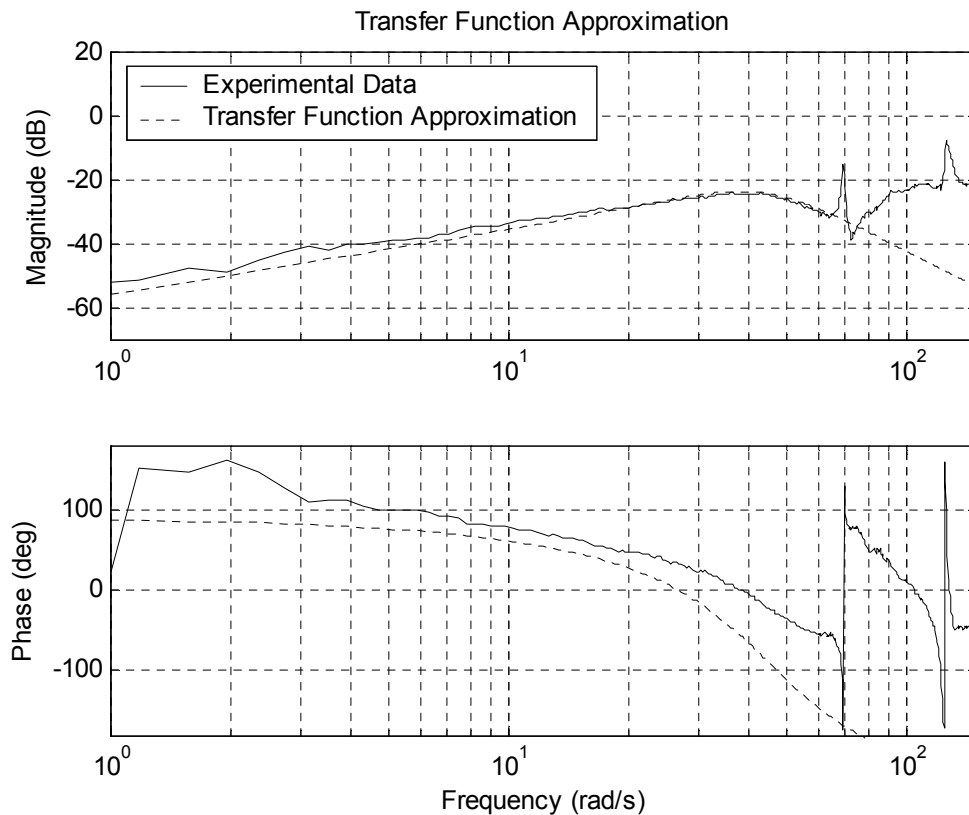 Transfer Function Approximation
20
0
-20
-40
-60
Magnitude (dB)
Experimental Data
Transfer Function Approximation
10^0
10^1
10^2
100
0
-100
Phase (deg)
10^0
10^1
10^2
Frequency (rad/s)